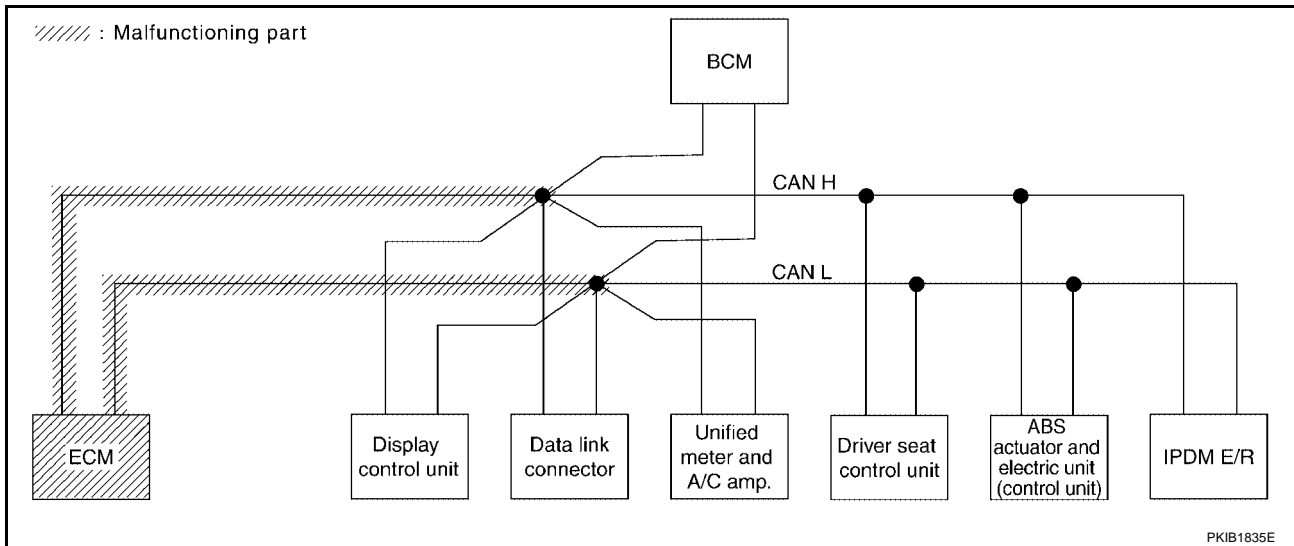 : Malfunctioning part
BCM
CAN H
CAN L
ECM
Display
control unit
Data link
connector
Unified
meter and
A/C amp.
Driver seat
control unit
ABS
actuator and
electric unit
(control unit)
IPDM E/R
PKIB1835E